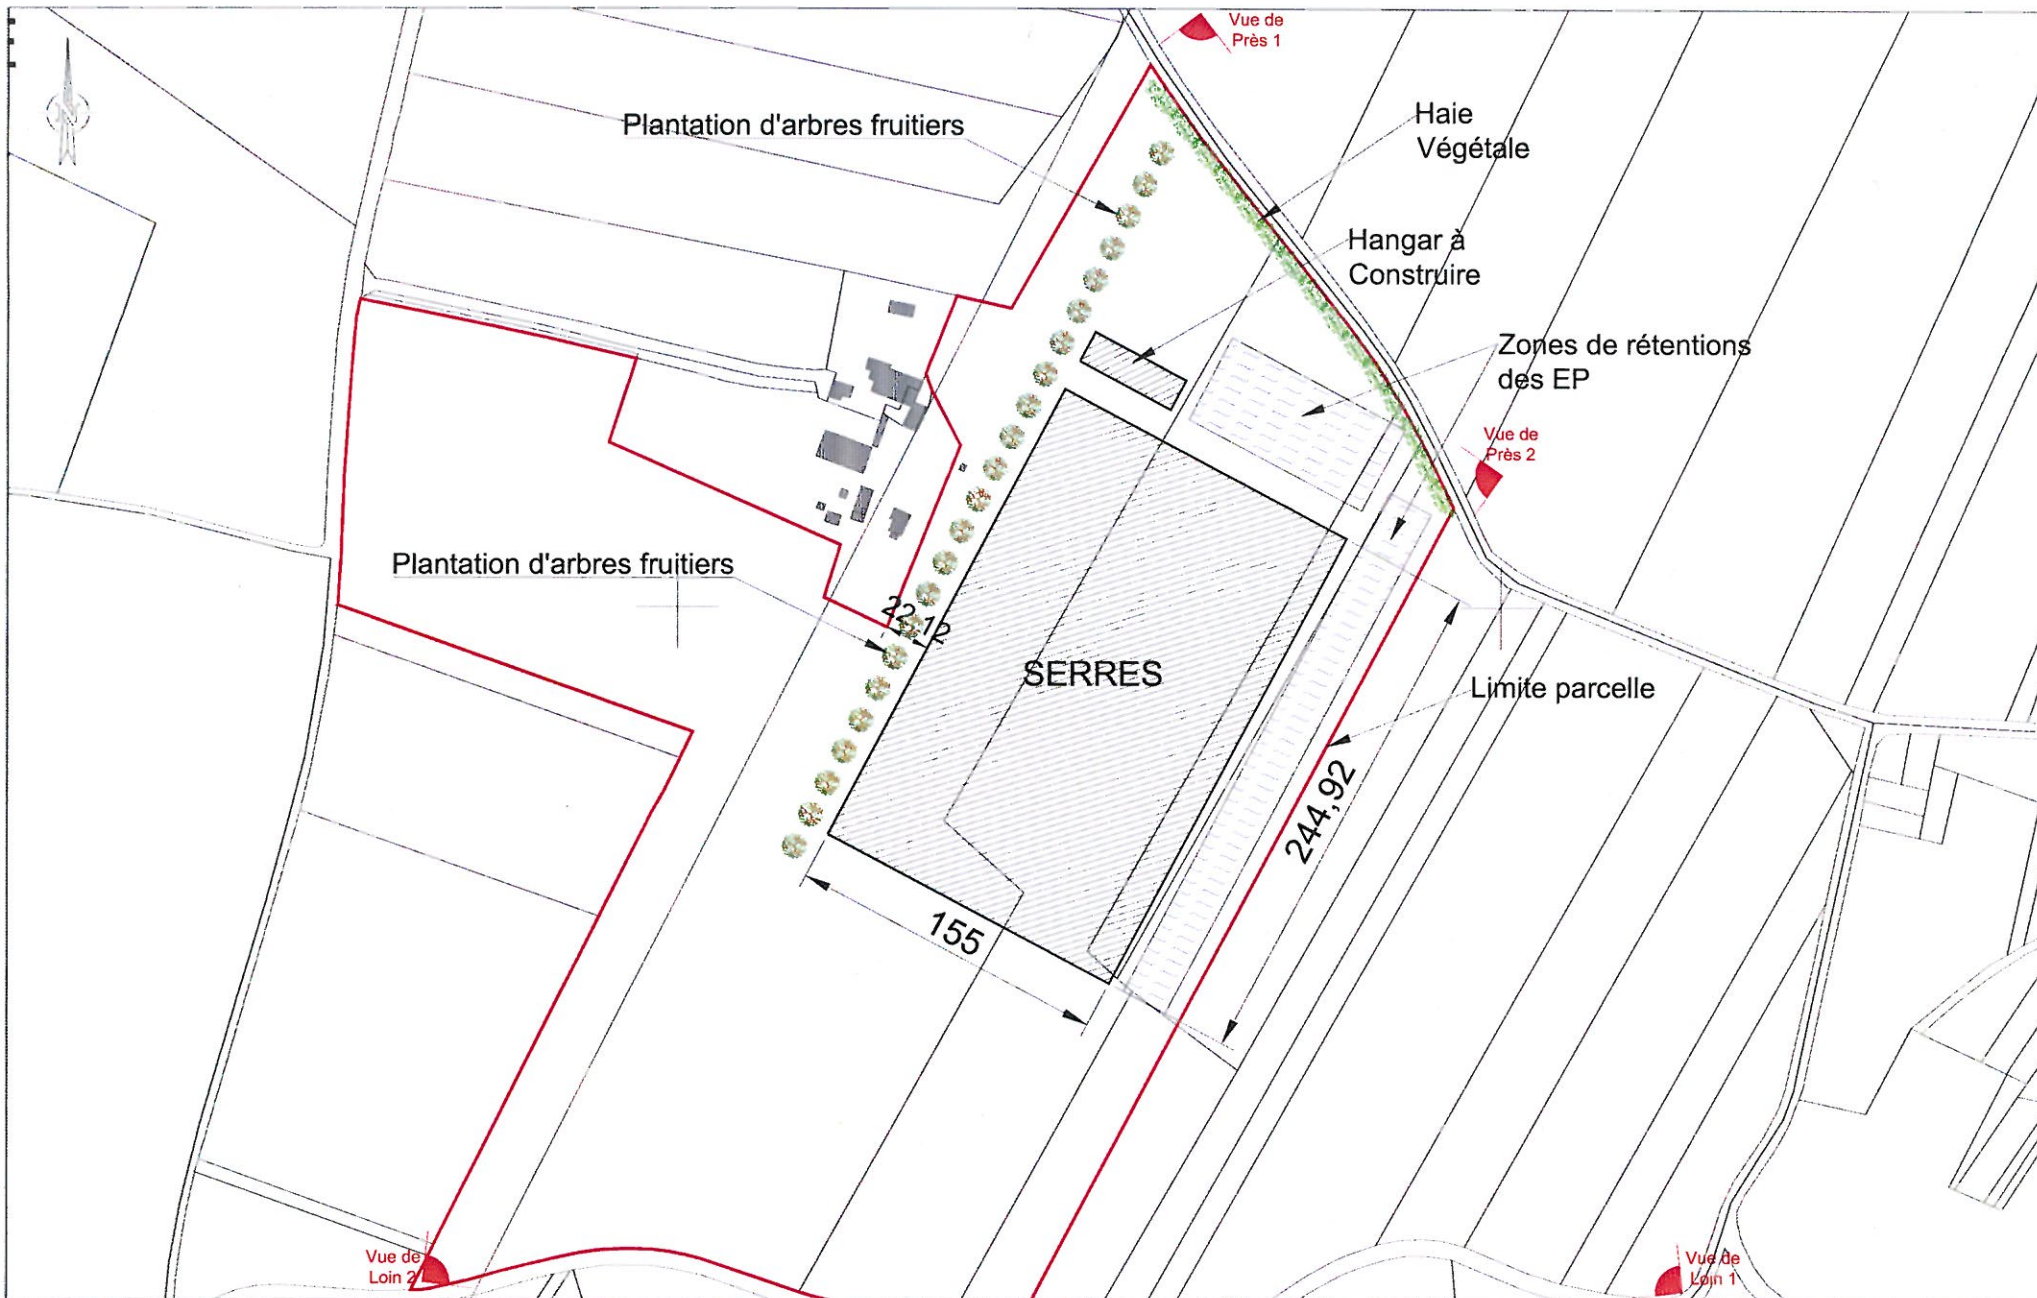 Vue de
Près 1
Plantation d'arbres fruitiers
Haie
Végétale
Hangar à
Construire
Zones de rétentions
des EP
Vue de
Près 2
Plantation d'arbres fruitiers
22,12
SERRES
Limite parcelle
244,92
155
Vue de
Loin 2
Vue de
Loin 1